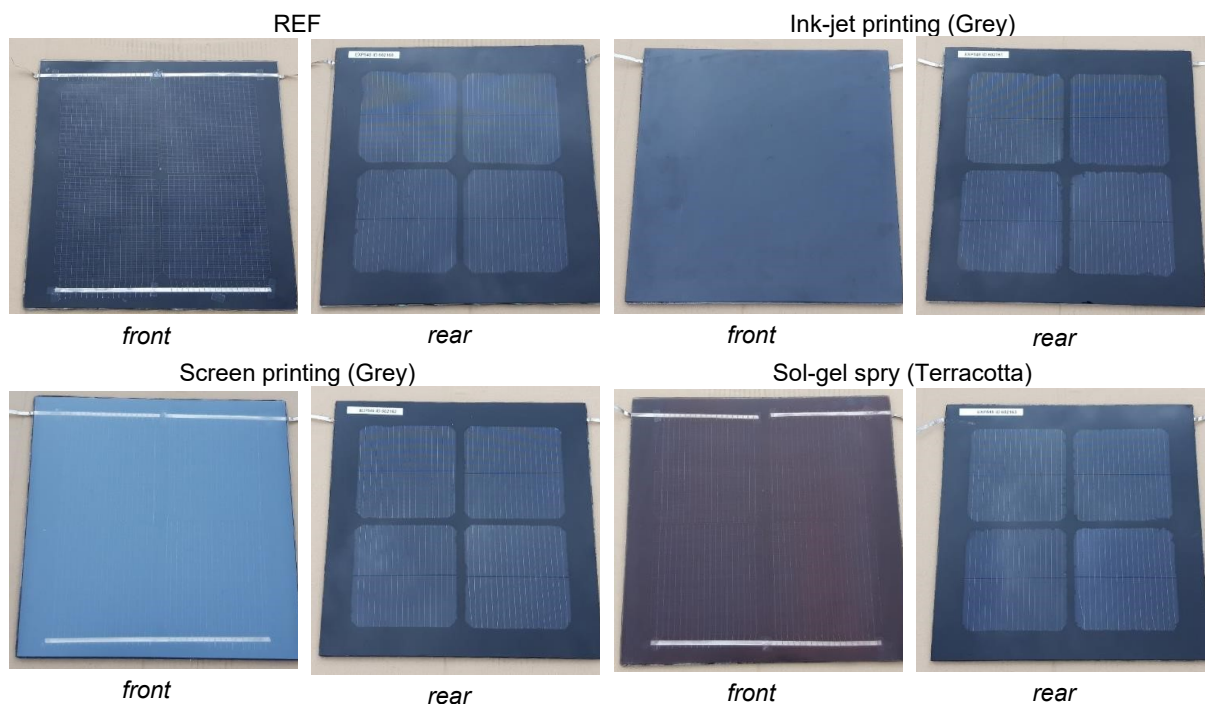 REF
Ink-jet printing (Grey)
front
rear
front
rear
Screen printing (Grey)
Sol-gel spry (Terracotta)
front
rear
front
rear